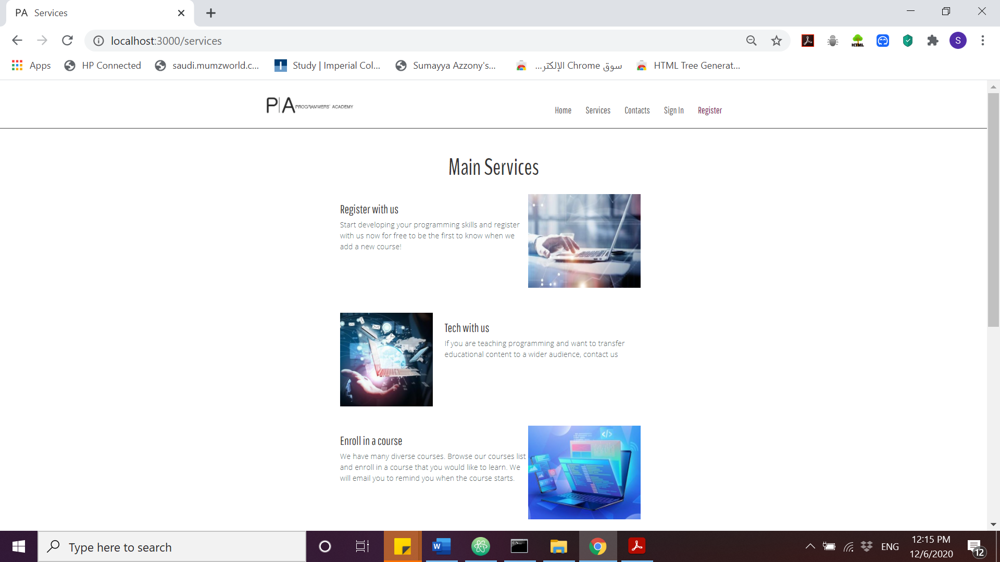 PA Services
localhost:3000/services
HTML
S
Apps
HP Connected
saudi.mumzworld.c...
Study | Imperial Col...
Sumayya Azzony's...
سوق Chrome الإلكتر...
HTML Tree Generat...
P|A PROGRAMMERS' ACADEMY
Home Services Contacts Sign In Register
Main Services
Register with us
Start developing your programming skills and register
with us now for free to be the first to know when we
add a new course!
Tech with us
If you are teaching programming and want to transfer
educational content to a wider audience, contact us
Enroll in a course
We have many diverse courses. Browse our courses list
and enroll in a course that you would like to learn. We
will email you to remind you when the course starts.
</>
Type here to search
W
C:\_
ENG
12:15 PM
12/6/2020
12